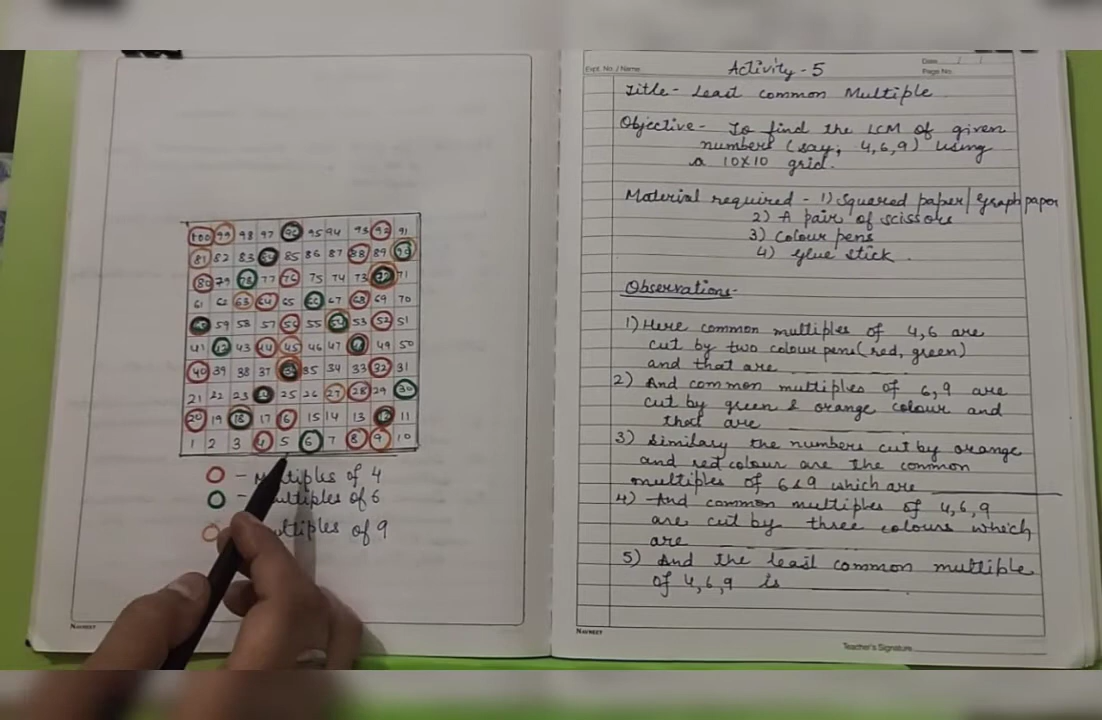 100 99 98 97 96 95 94 93 92 91
81 82 83 84 85 86 87 88 89 90
80 79 78 77 76 75 74 73 72 71
61 62 63 64 65 66 67 68 69 70
60 59 58 57 56 55 54 53 52 51
41 42 43 44 45 46 47 48 49 50
40 39 38 37 36 35 34 33 32 31
21 22 23 24 25 26 27 28 29 30
20 19 18 17 16 15 14 13 12 11
1 2 3 4 5 6 7 8 9 10
- Multiples of 4
- Multiples of 6
Multiples of 9
NAVNEET
Expt. No. / Name
Activity - 5
Date / /
Page No.
Title - Least common Multiple
Objective - To find the LCM of given
numbers (say, 4,6,9) using
a 10x10 grid.
Material required - 1) Squared paper/Graph paper
2) A pair of scissors
3) Colour pens
4) glue stick
Observations -
1) Here common multiples of 4,6 are
cut by two colour pens (red, green)
and that are
2) And common multiples of 6,9 are
cut by green & orange colour and
that are
3) Similary the numbers cut by orange
and red colour are the common
multiples of 6&9 which are
4) And common multiples of 4,6,9
are cut by three colours which
are
5) And the least common multiple
of 4,6,9 is
NAVNEET
Teacher's Signature